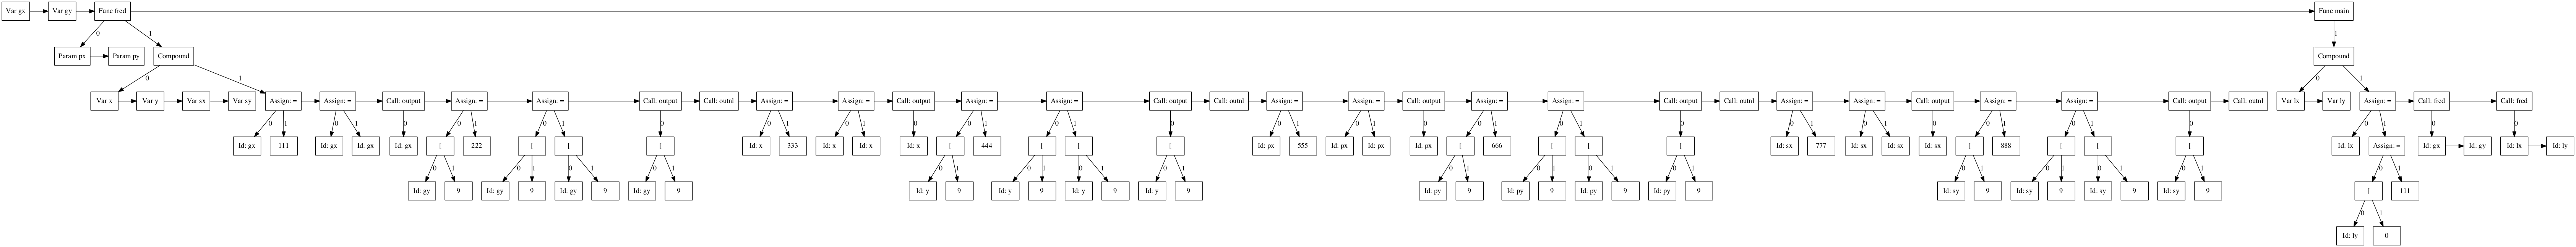 Var gx Var gy Func fred Func main
0 1 1
Param px Param py Compound Compound
0 1 0 1
Var x Var y Var sx Var sy Assign: = Assign: = Call: output Assign: = Assign: = Call: output Call: outnl Assign: = Assign: = Call: output Assign: = Assign: = Call: output Call: outnl Assign: = Assign: = Call: output Assign: = Assign: = Call: output Call: outnl Assign: = Assign: = Call: output Assign: = Assign: = Call: output Call: outnl Var lx Var ly Assign: = Call: fred Call: fred
0 1 0 1 0 0 1 0 1 0 0 1 0 1 0 0 1 0 1 0 0 1 0 1 0 0 1 0 1 0 0 1 0 1 0 0 1 0 1 0 0 1 0 0
Id: gx 111 Id: gx Id: gx Id: gx [ 222 [ [ [ Id: x 333 Id: x Id: x Id: x [ 444 [ [ [ Id: px 555 Id: px Id: px Id: px [ 666 [ [ [ Id: sx 777 Id: sx Id: sx Id: sx [ 888 [ [ [ Id: lx Assign: = Id: gx Id: gy Id: lx Id: ly
0 1 0 1 0 1 0 1 0 1 0 1 0 1 0 1 0 1 0 1 0 1 0 1 0 1 0 1 0 1 0 1 0 1
Id: gy 9 Id: gy 9 Id: gy 9 Id: gy 9 Id: y 9 Id: y 9 Id: y 9 Id: y 9 Id: py 9 Id: py 9 Id: py 9 Id: py 9 Id: sy 9 Id: sy 9 Id: sy 9 Id: sy 9 [ 111
0 1
Id: ly 0